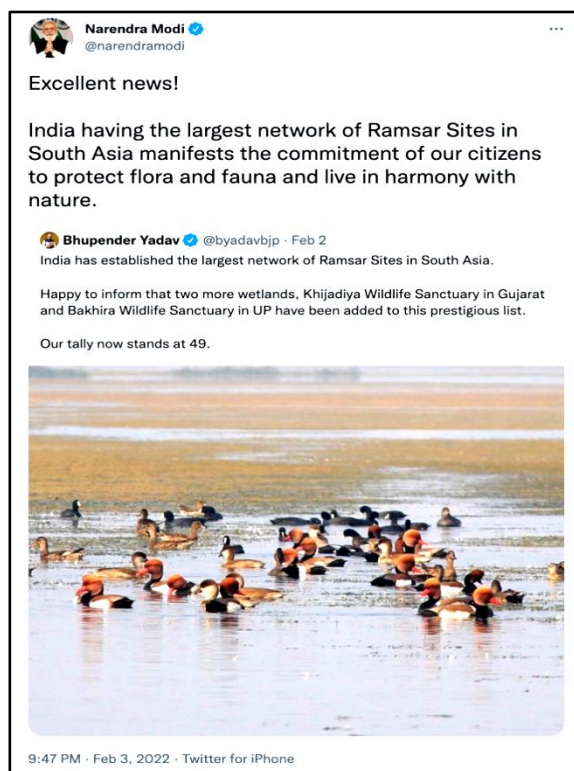 Narendra Modi
@narendramodi
Excellent news!
India having the largest network of Ramsar Sites in
South Asia manifests the commitment of our citizens
to protect flora and fauna and live in harmony with
nature.
Bhupender Yadav @byadavbjp · Feb 2
India has established the largest network of Ramsar Sites in South Asia.
Happy to inform that two more wetlands, Khijadiya Wildlife Sanctuary in Gujarat
and Bakhira Wildlife Sanctuary in UP have been added to this prestigious list.
Our tally now stands at 49.
9:47 PM · Feb 3, 2022 · Twitter for iPhone